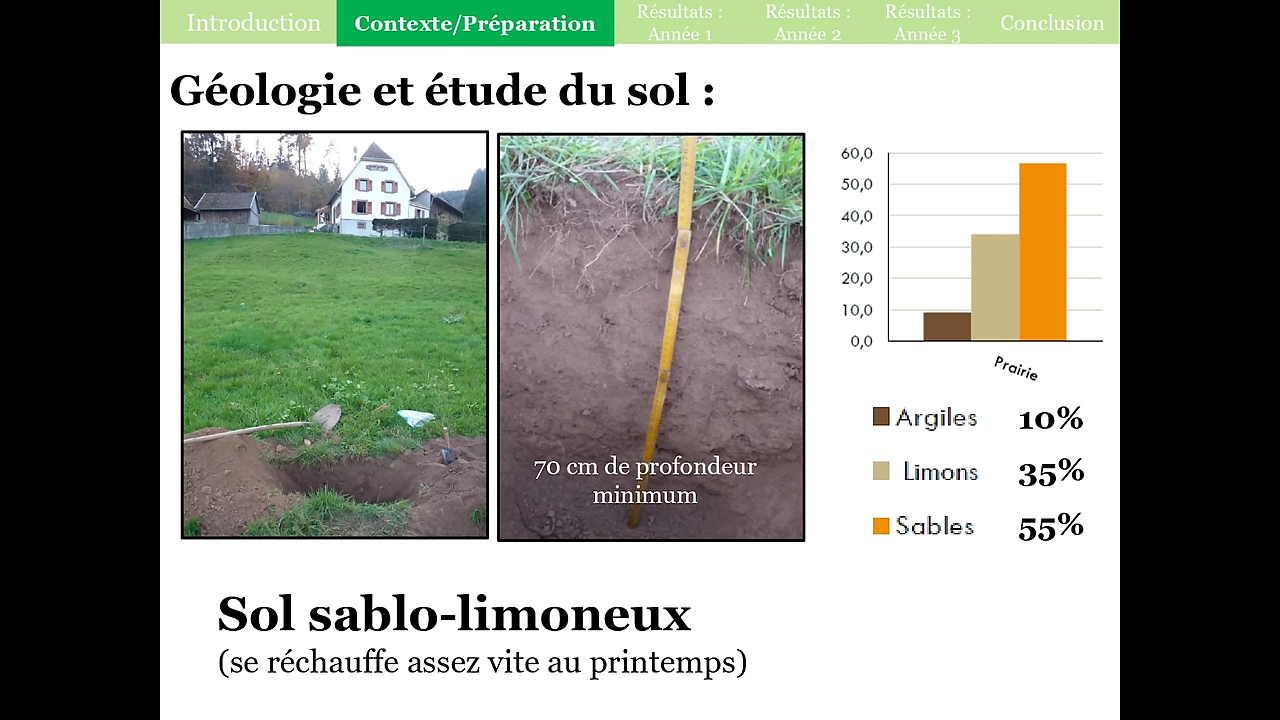 Introduction
Contexte/Préparation
Résultats :
Année 1
Résultats :
Année 2
Résultats :
Année 3
Conclusion
Géologie et étude du sol :
70 cm de profondeur
minimum
60,0
50,0
40,0
30,0
20,0
10,0
0,0
Prairie
Argiles 10%
Limons 35%
Sables 55%
Sol sablo-limoneux
(se réchauffe assez vite au printemps)